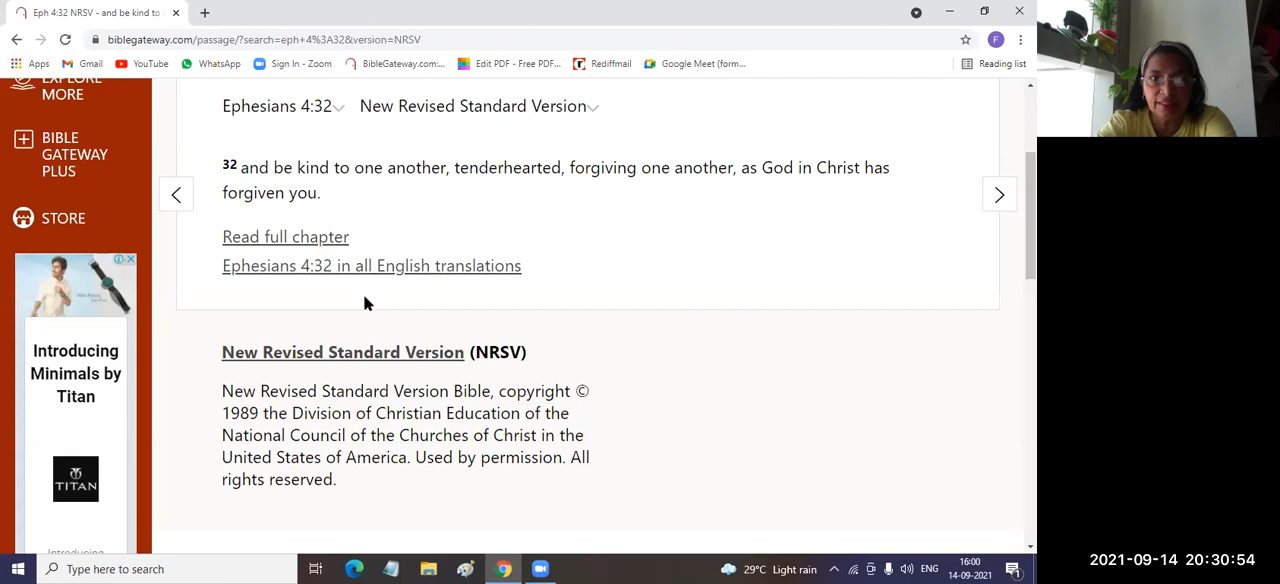 Eph 4:32 NRSV - and be kind to
biblegateway.com/passage/?search=eph+4%3A32&version=NRSV
F
Apps
Gmail
YouTube
WhatsApp
Sign In - Zoom
BibleGateway.com:...
Edit PDF - Free PDF...
Rediffmail
Google Meet (form...
Reading list
EXPLORE
MORE
BIBLE
GATEWAY
PLUS
STORE
Introducing
Minimals by
Titan
TITAN
Introducing
Ephesians 4:32 New Revised Standard Version
32 and be kind to one another, tenderhearted, forgiving one another, as God in Christ has
forgiven you.
Read full chapter
Ephesians 4:32 in all English translations
New Revised Standard Version (NRSV)
New Revised Standard Version Bible, copyright ©
1989 the Division of Christian Education of the
National Council of the Churches of Christ in the
United States of America. Used by permission. All
rights reserved.
Type here to search
29°C Light rain
ENG
16:00
14-09-2021
1
2021-09-14 20:30:54